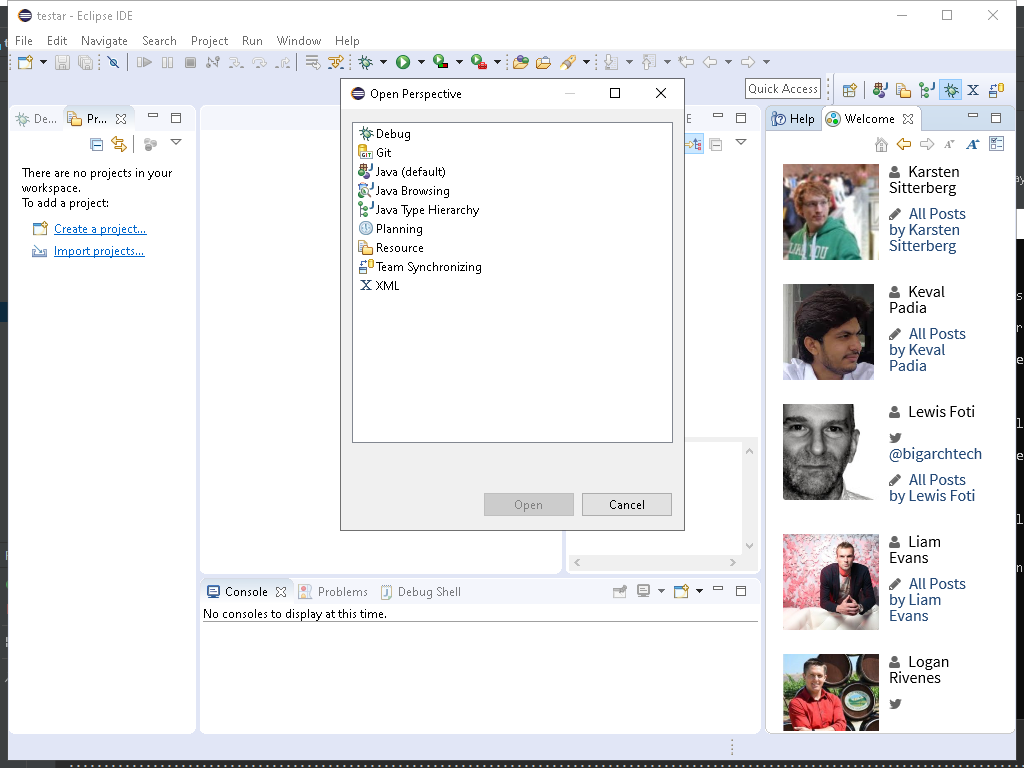 testar - Eclipse IDE
File Edit Navigate Search Project Run Window Help
Quick Access
De...
Pr...
There are no projects in your
workspace.
To add a project:
Create a project...
Import projects...
Open Perspective
Debug
Git
Java (default)
Java Browsing
Java Type Hierarchy
Planning
Resource
Team Synchronizing
XML
Open
Cancel
Console
Problems
Debug Shell
No consoles to display at this time.
Help
Welcome
Karsten
Sitterberg
All Posts
by Karsten
Sitterberg
Keval
Padia
All Posts
by Keval
Padia
Lewis Foti
@bigarchtech
All Posts
by Lewis Foti
Liam
Evans
All Posts
by Liam
Evans
Logan
Rivenes